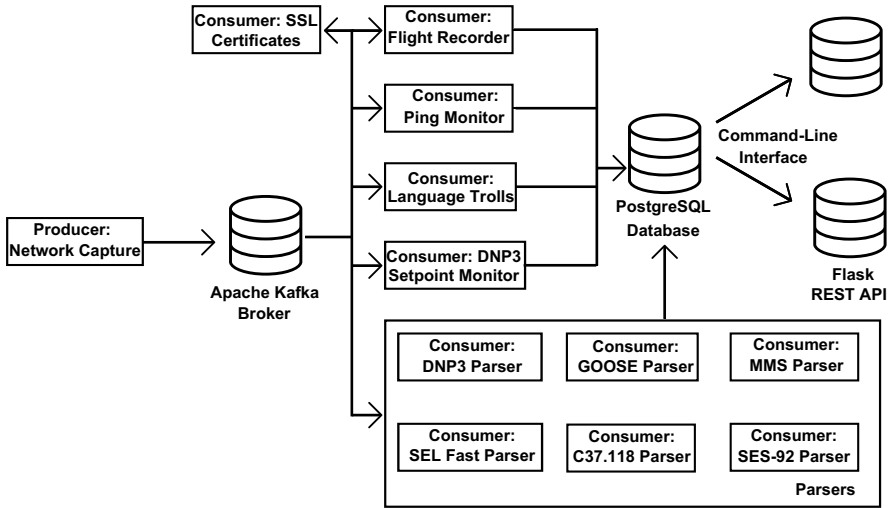 Consumer: SSL
Certificates
Consumer:
Flight Recorder
Consumer:
Ping Monitor
Consumer:
Language Trolls
Consumer: DNP3
Setpoint Monitor
Producer:
Network Capture
Apache Kafka
Broker
PostgreSQL
Database
Command-Line
Interface
Flask
REST API
Consumer:
DNP3 Parser
Consumer:
GOOSE Parser
Consumer:
MMS Parser
Consumer:
SEL Fast Parser
Consumer:
C37.118 Parser
Consumer:
SES-92 Parser
Parsers